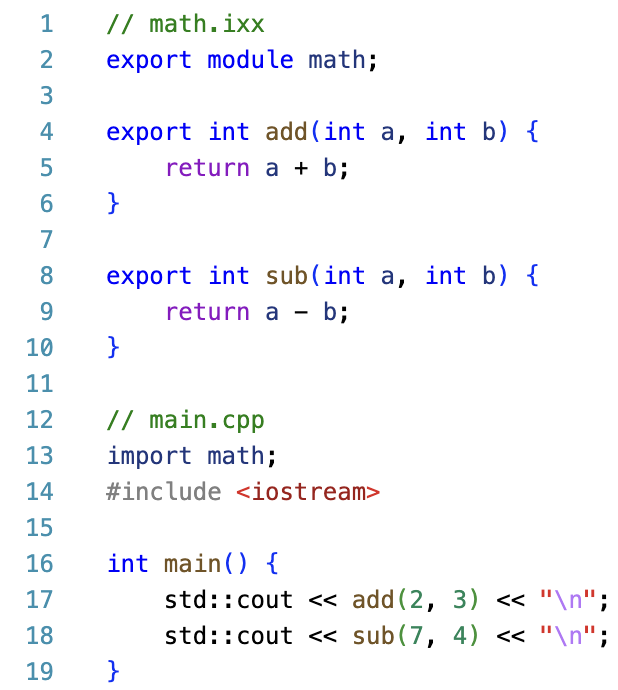 1 // math.ixx
2 export module math;
3
4 export int add(int a, int b) {
5     return a + b;
6 }
7
8 export int sub(int a, int b) {
9     return a - b;
10 }
11
12 // main.cpp
13 import math;
14 #include <iostream>
15
16 int main() {
17     std::cout << add(2, 3) << "\n";
18     std::cout << sub(7, 4) << "\n";
19 }